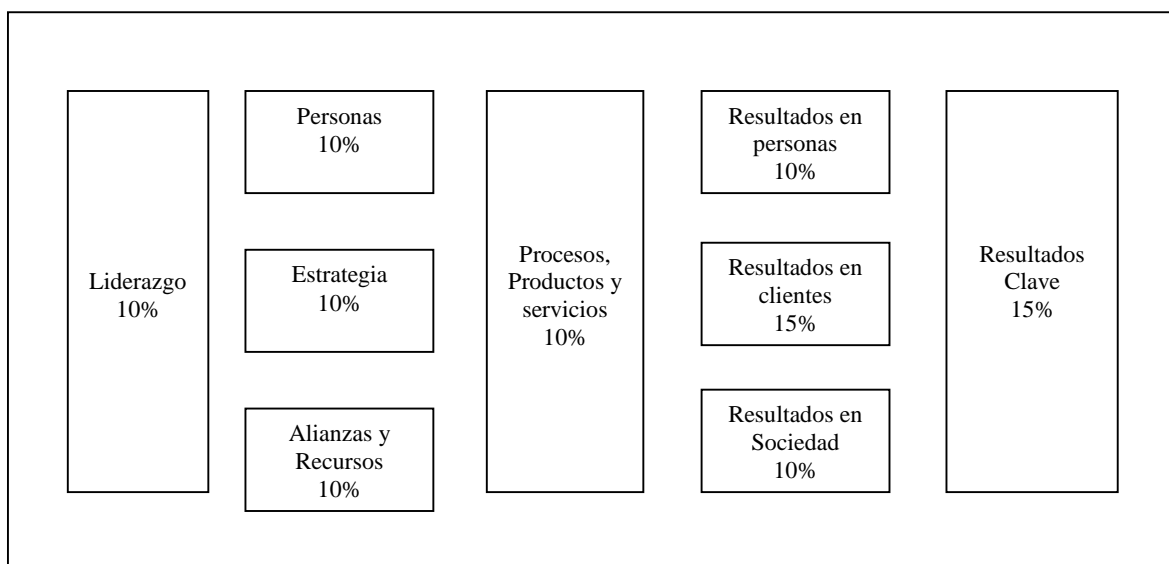 Liderazgo
10%
Personas
10%
Estrategia
10%
Alianzas y
Recursos
10%
Procesos,
Productos y
servicios
10%
Resultados en
personas
10%
Resultados en
clientes
15%
Resultados en
Sociedad
10%
Resultados
Clave
15%